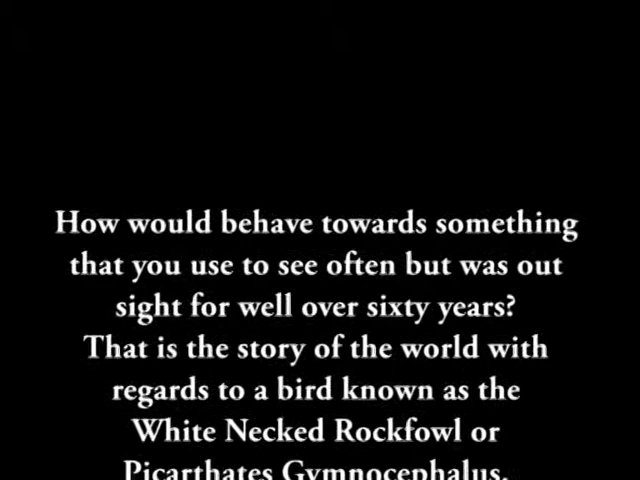 How would behave towards something
that you use to see often but was out
sight for well over sixty years?
That is the story of the world with
regards to a bird known as the
White Necked Rockfowl or
Picarthates Gymnocephalus.